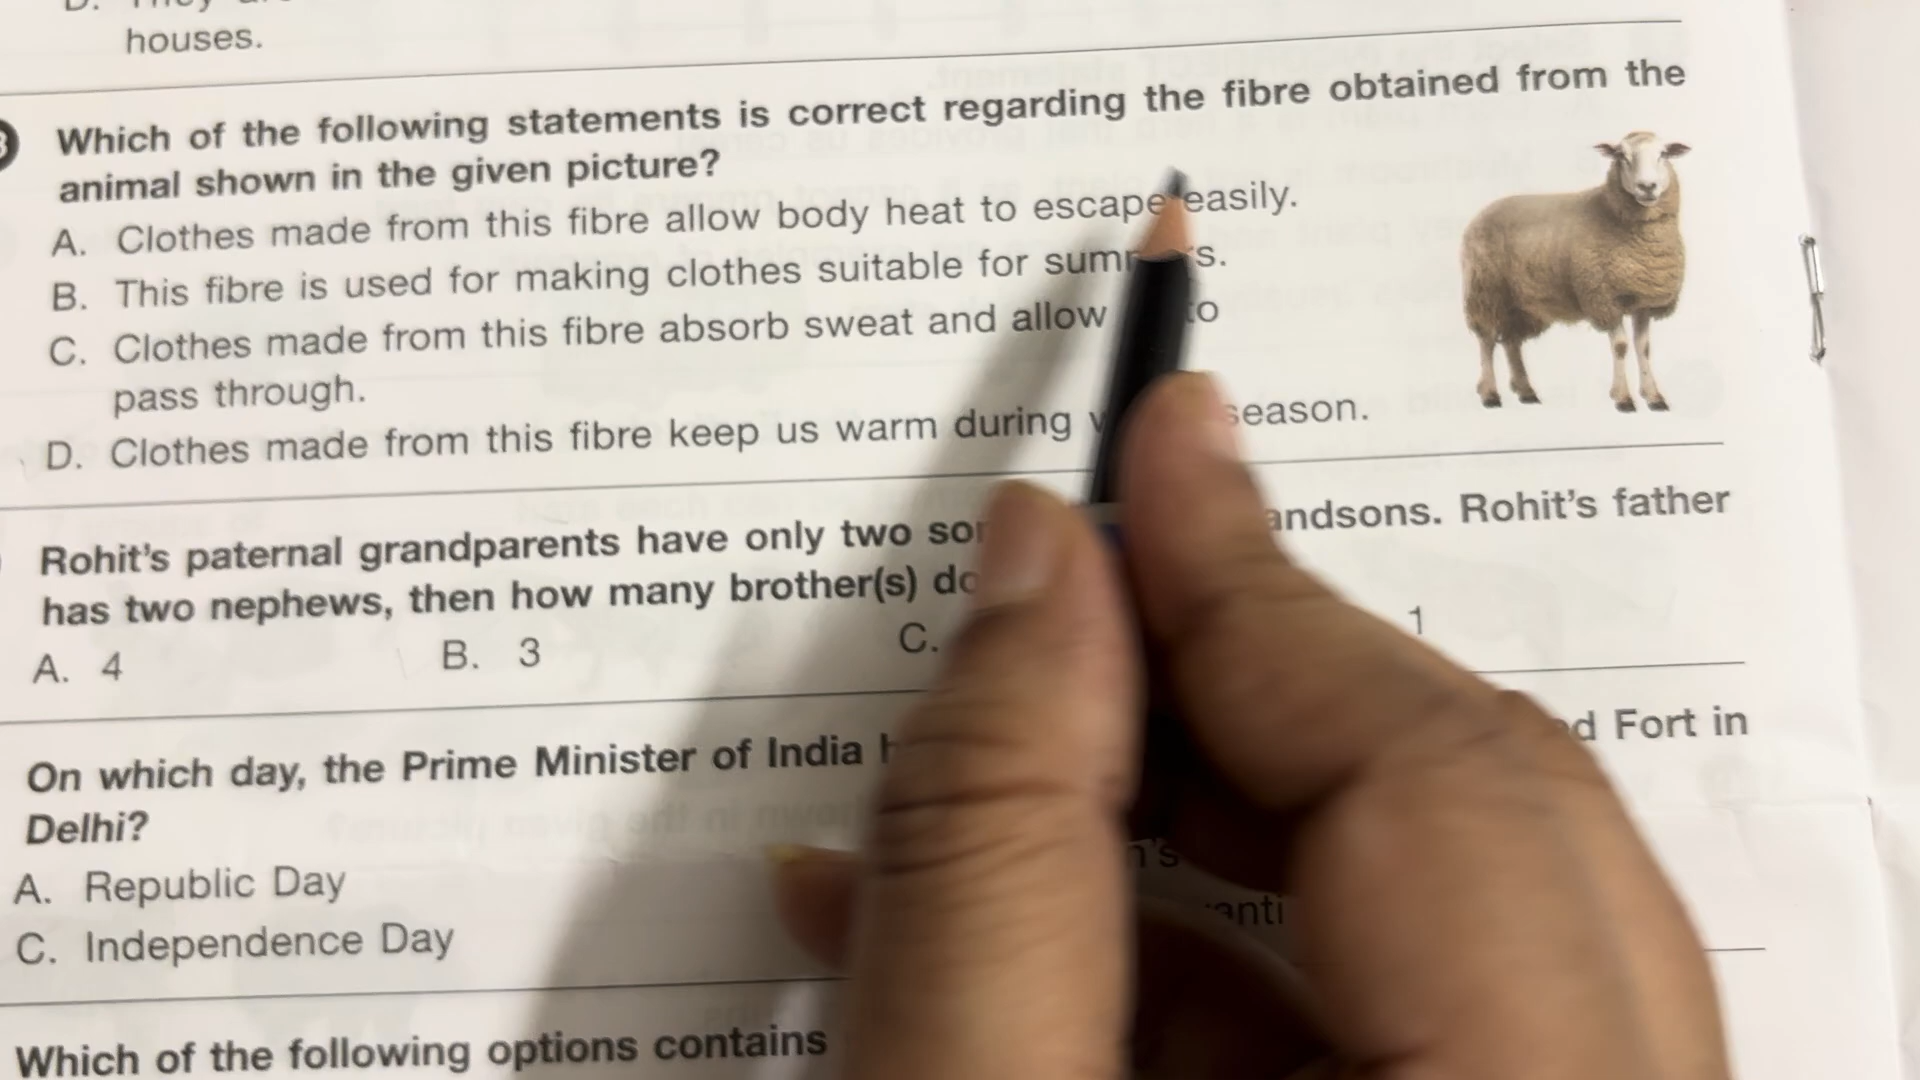 houses.
Which of the following statements is correct regarding the fibre obtained from the
animal shown in the given picture?
A. Clothes made from this fibre allow body heat to escape easily.
B. This fibre is used for making clothes suitable for
C. Clothes made from this fibre absorb sweat and allow to
pass through.
D. Clothes made from this fibre keep us warm during season.
Rohit's paternal grandparents have only two Rohit's father
has two nephews, then how many brother(s)
A. 4 B. 3 C. 1
On which day, the Prime Minister of India Fort in
Delhi?
A. Republic Day
C. Independence Day
Which of the following options contains